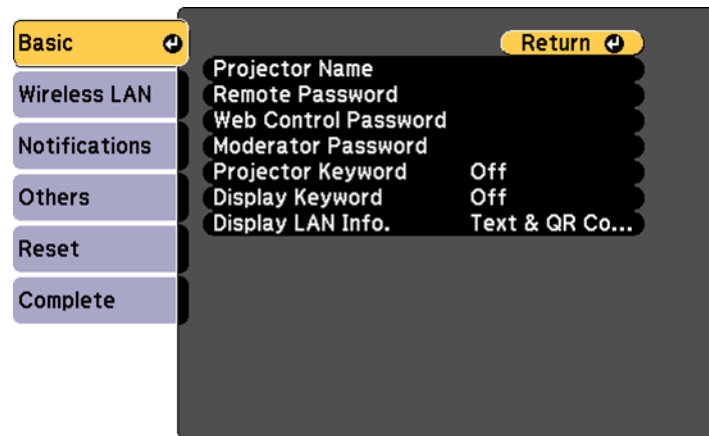 Basic
Wireless LAN
Notifications
Others
Reset
Complete
Return
Projector Name
Remote Password
Web Control Password
Moderator Password
Projector Keyword Off
Display Keyword Off
Display LAN Info. Text & QR Co...